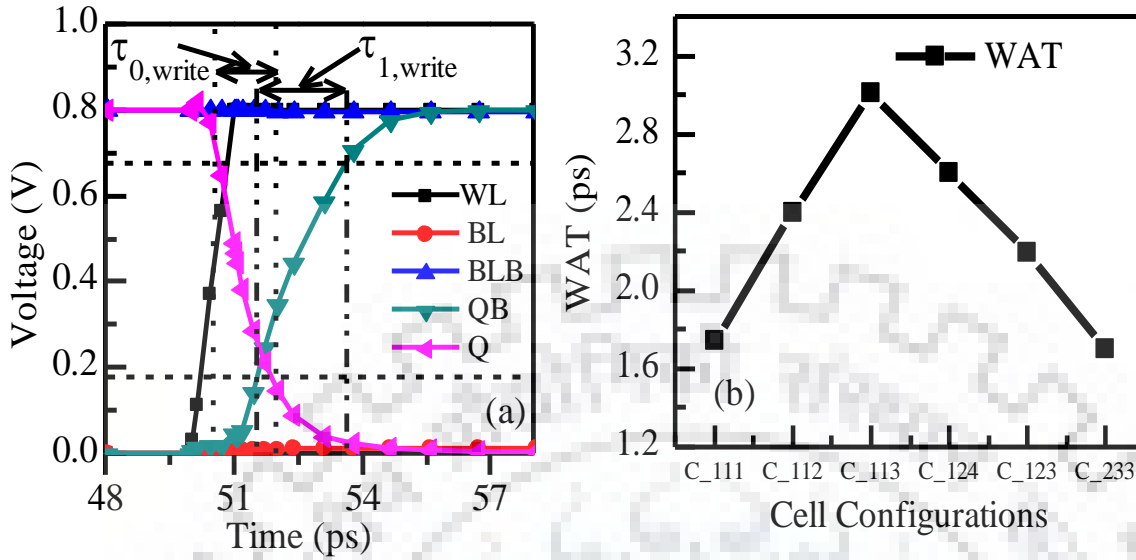 1.0
0.8
0.6
0.4
0.2
0.0
Voltage (V)
48 51 54 57
Time (ps)
τ0,write
τ1,write
WL
BL
BLB
QB
Q
(a)
3.2
2.8
2.4
2.0
1.6
1.2
WAT (ps)
WAT
(b)
C_111 C_112 C_113 C_124 C_123 C_233
Cell Configurations